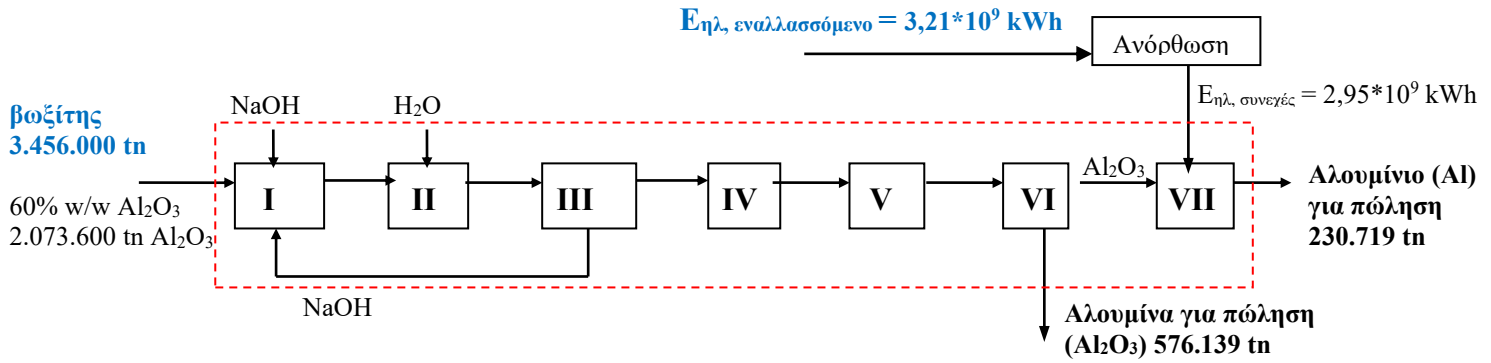 Eηλ, εναλλασσόμενο = 3,21*10⁹ kWh
Ανόρθωση
Eηλ, συνεχές = 2,95*10⁹ kWh
NaOH
H₂O
βωξίτης
3.456.000 tn
60% w/w Al₂O₃
2.073.600 tn Al₂O₃
I
II
III
IV
V
VI
Al₂O₃
VII
Αλουμίνιο (Al)
για πώληση
230.719 tn
NaOH
Αλουμίνα για πώληση
(Al₂O₃) 576.139 tn